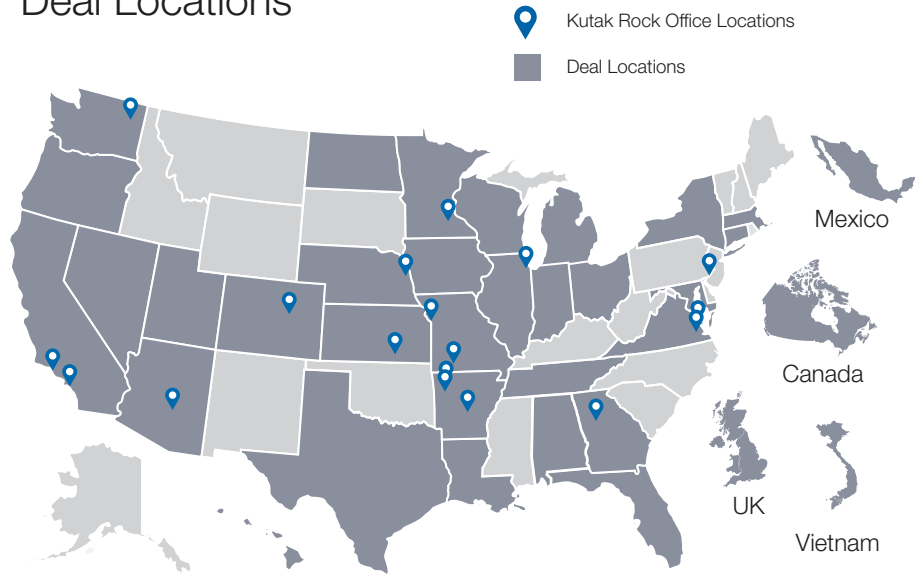 Deal Locations
Kutak Rock Office Locations
Deal Locations
Mexico
Canada
UK
Vietnam